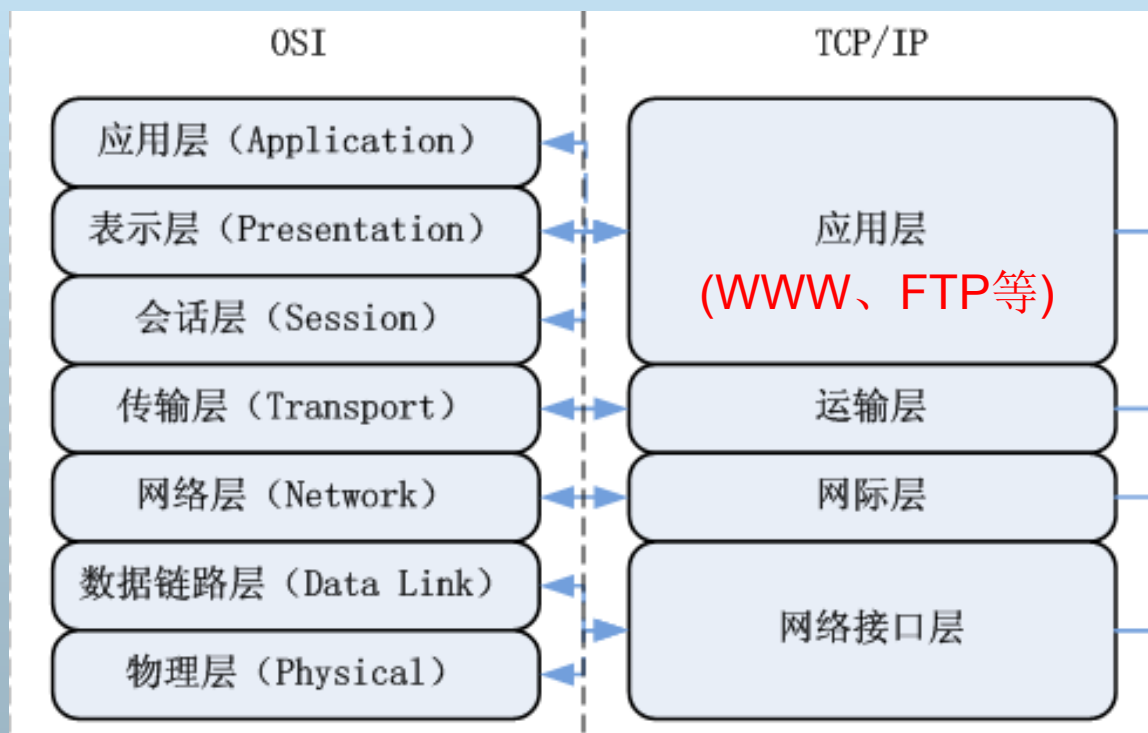 OSI
应用层（Application）
表示层（Presentation）
会话层（Session）
传输层（Transport）
网络层（Network）
数据链路层（Data Link）
物理层（Physical）
TCP/IP
应用层
(WWW、FTP等)
运输层
网际层
网络接口层